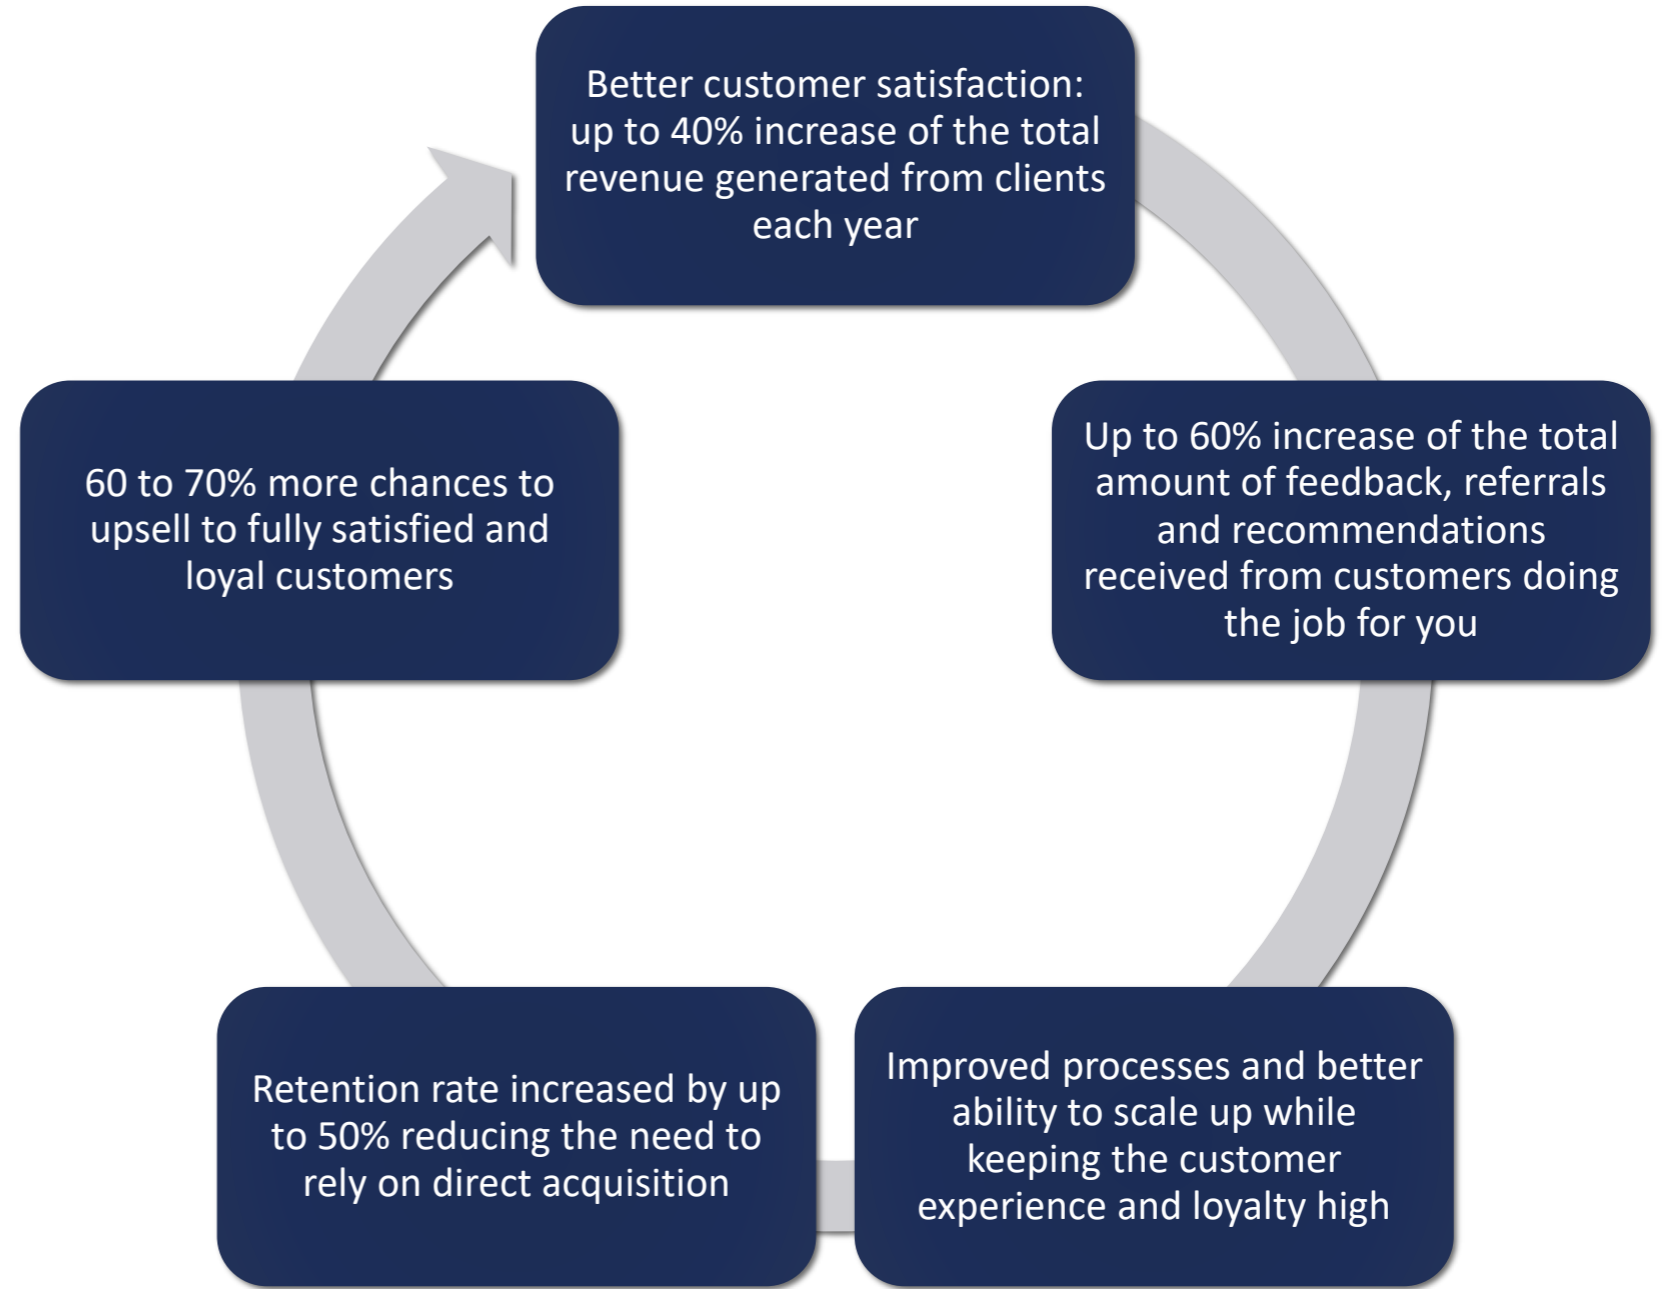 Better customer satisfaction:
up to 40% increase of the total
revenue generated from clients
each year
Up to 60% increase of the total
amount of feedback, referrals
and recommendations
received from customers doing
the job for you
Improved processes and better
ability to scale up while
keeping the customer
experience and loyalty high
Retention rate increased by up
to 50% reducing the need to
rely on direct acquisition
60 to 70% more chances to
upsell to fully satisfied and
loyal customers